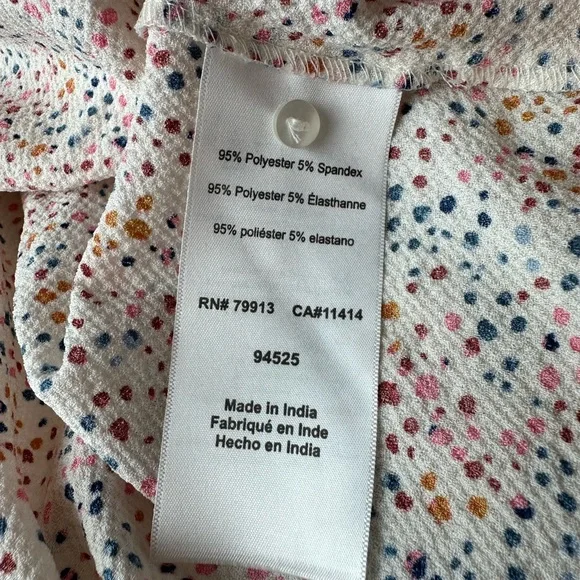 95% Polyester 5% Spandex
95% Polyester 5% Élasthanne
95% poliéster 5% elastano
RN# 79913 CA#11414
94525
Made in India
Fabriqué en Inde
Hecho en India